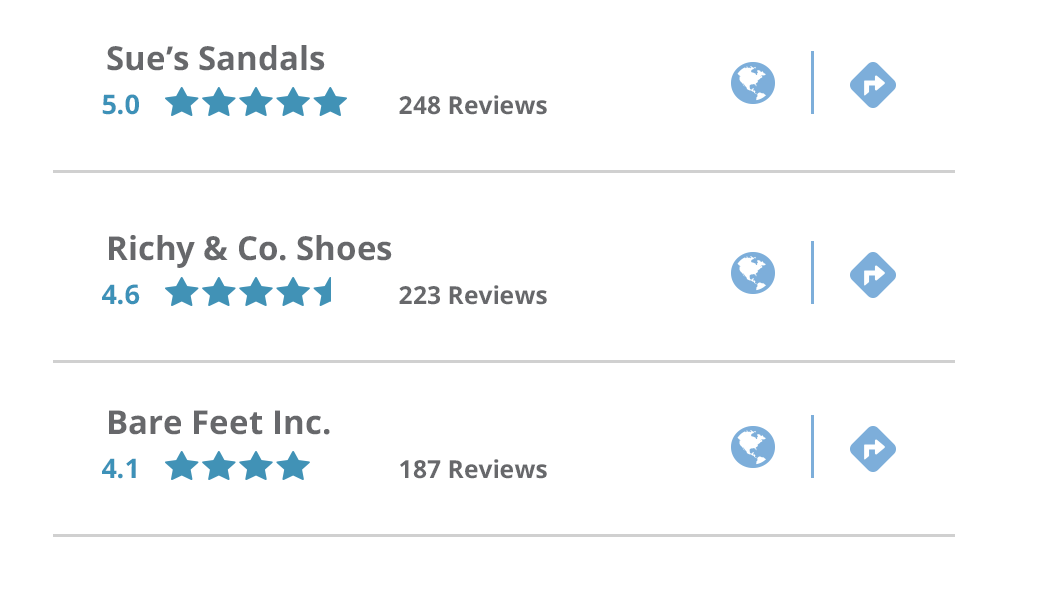 Sue’s Sandals
5.0 248 Reviews
Richy & Co. Shoes
4.6 223 Reviews
Bare Feet Inc.
4.1 187 Reviews